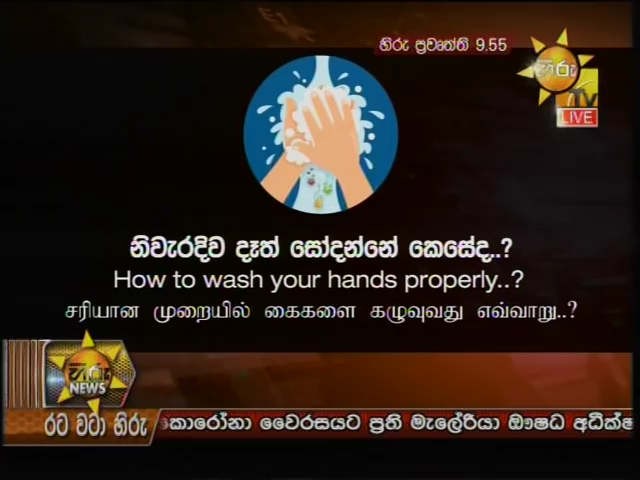 හිරු ප්‍රවෘත්ති 9.55
හිරු
TV
LIVE
නිවැරදිව දෑත් සෝදන්නේ කෙසේද..?
How to wash your hands properly..?
சரியான முறையில் கைகளை கழுவுவது எவ்வாறு..?
හිරු
NEWS
රට වටා හිරු
කොරෝනා වෛරසයට ප්‍රති මැලේරියා ඖෂධ